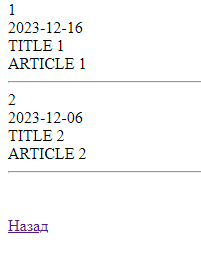 1
2023-12-16
TITLE 1
ARTICLE 1
2
2023-12-06
TITLE 2
ARTICLE 2
Назад